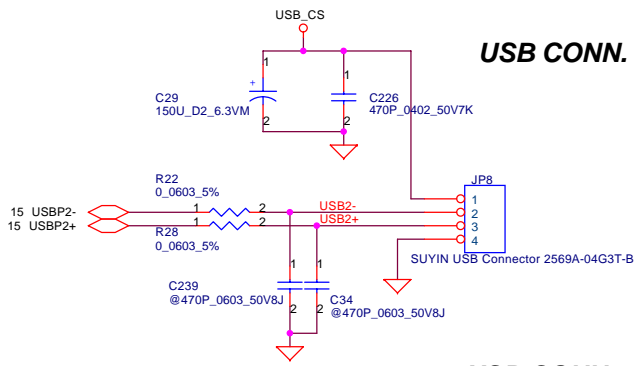 USB_CS
USB CONN.
1
1
+
C29
150U_D2_6.3VM
C226
470P_0402_50V7K
2
2
R22
0_0603_5%
JP8
15 USBP2-
1
2
USB2-
15 USBP2+
1
2
USB2+
1
2
3
4
R28
0_0603_5%
SUYIN USB Connector 2569A-04G3T-B
1
1
C239
@470P_0603_50V8J
2
2
C34
@470P_0603_50V8J